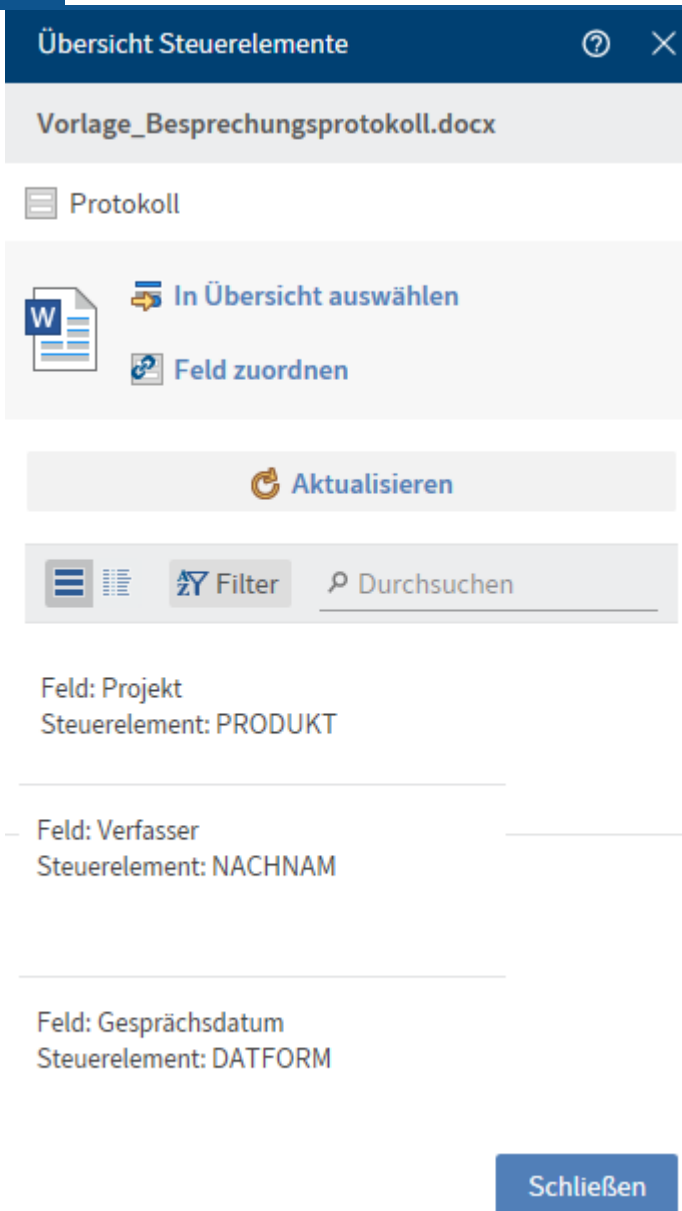 Übersicht Steuerelemente
Vorlage_Besprechungsprotokoll.docx
Protokoll
W
In Übersicht auswählen
Feld zuordnen
Aktualisieren
Filter Durchsuchen
Feld: Projekt
Steuerelement: PRODUKT
Feld: Verfasser
Steuerelement: NACHNAM
Feld: Gesprächsdatum
Steuerelement: DATFORM
Schließen